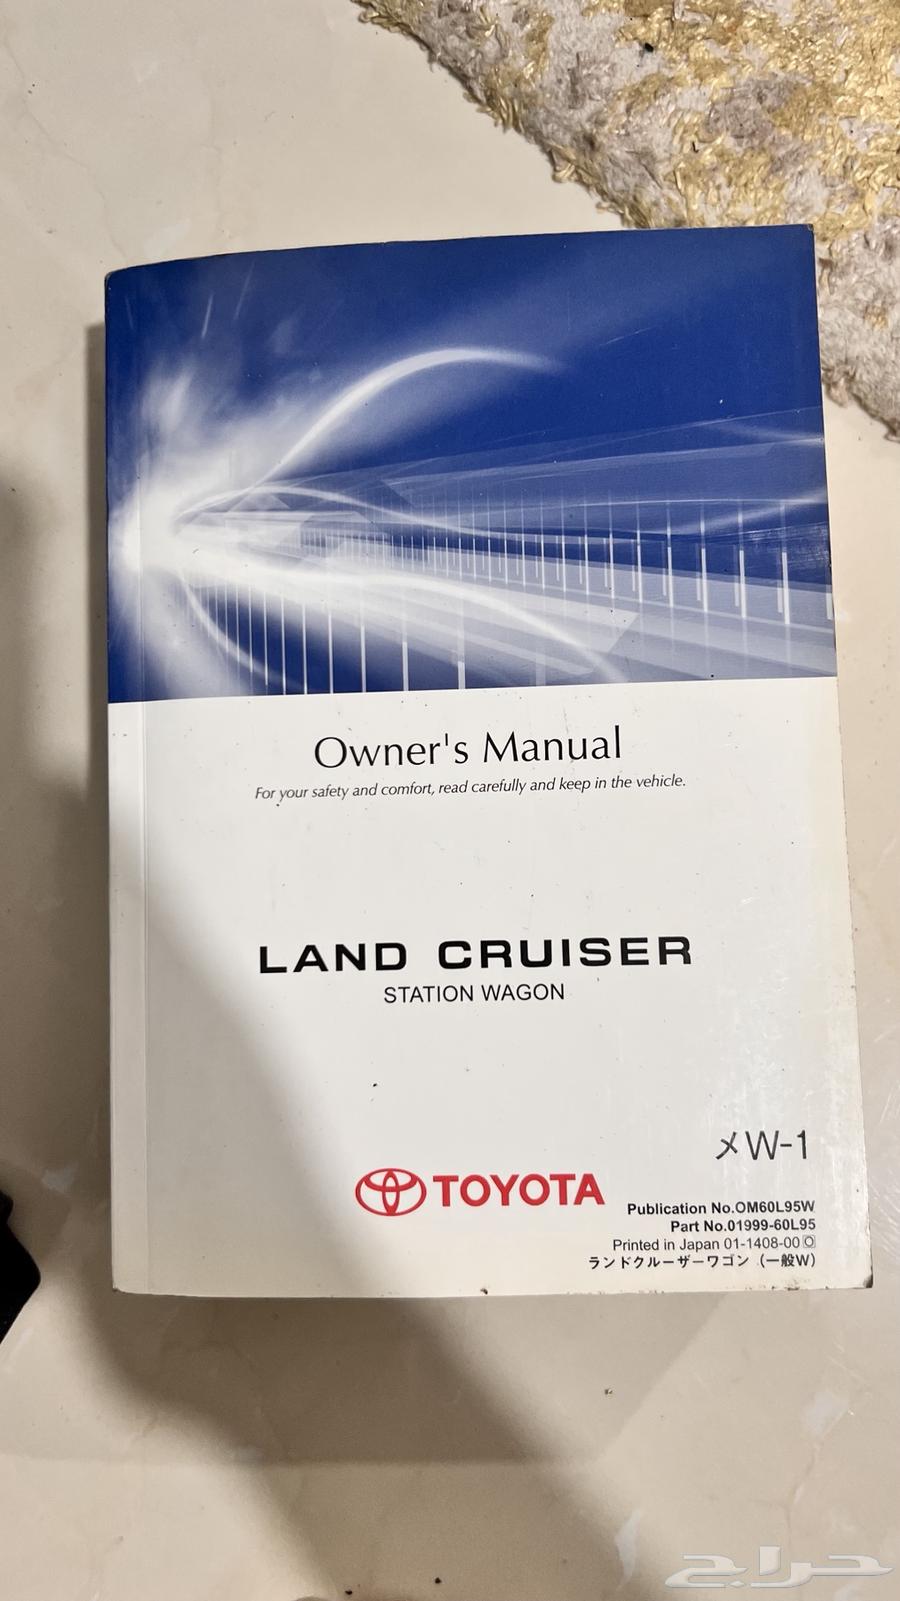 Owner's Manual
For your safety and comfort, read carefully and keep in the vehicle.
LAND CRUISER
STATION WAGON
メW-1
TOYOTA
Publication No.OM60L95W
Part No.01999-60L95
Printed in Japan 01-1408-00
ランドクルーザーワゴン (一般W)
حراج